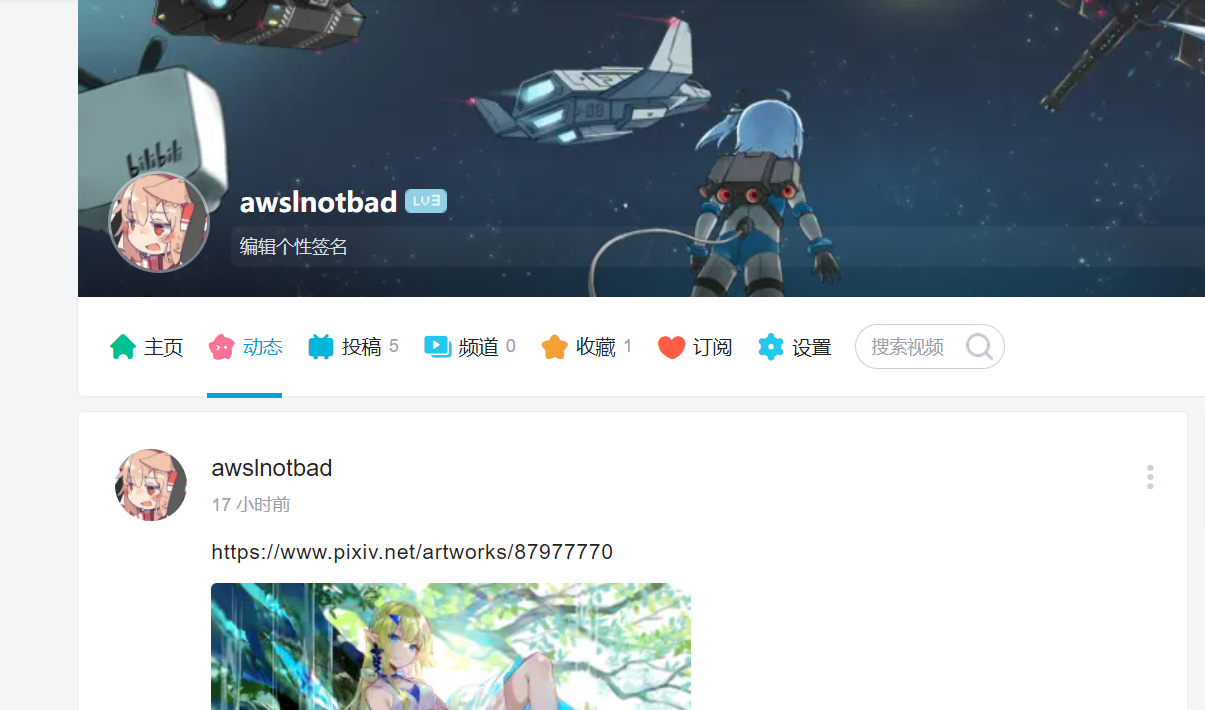 bilibili
awslnotbad LV3
编辑个性签名
主页 动态 投稿 5 频道 0 收藏 1 订阅 设置 搜索视频
awslnotbad
17 小时前
https://www.pixiv.net/artworks/87977770